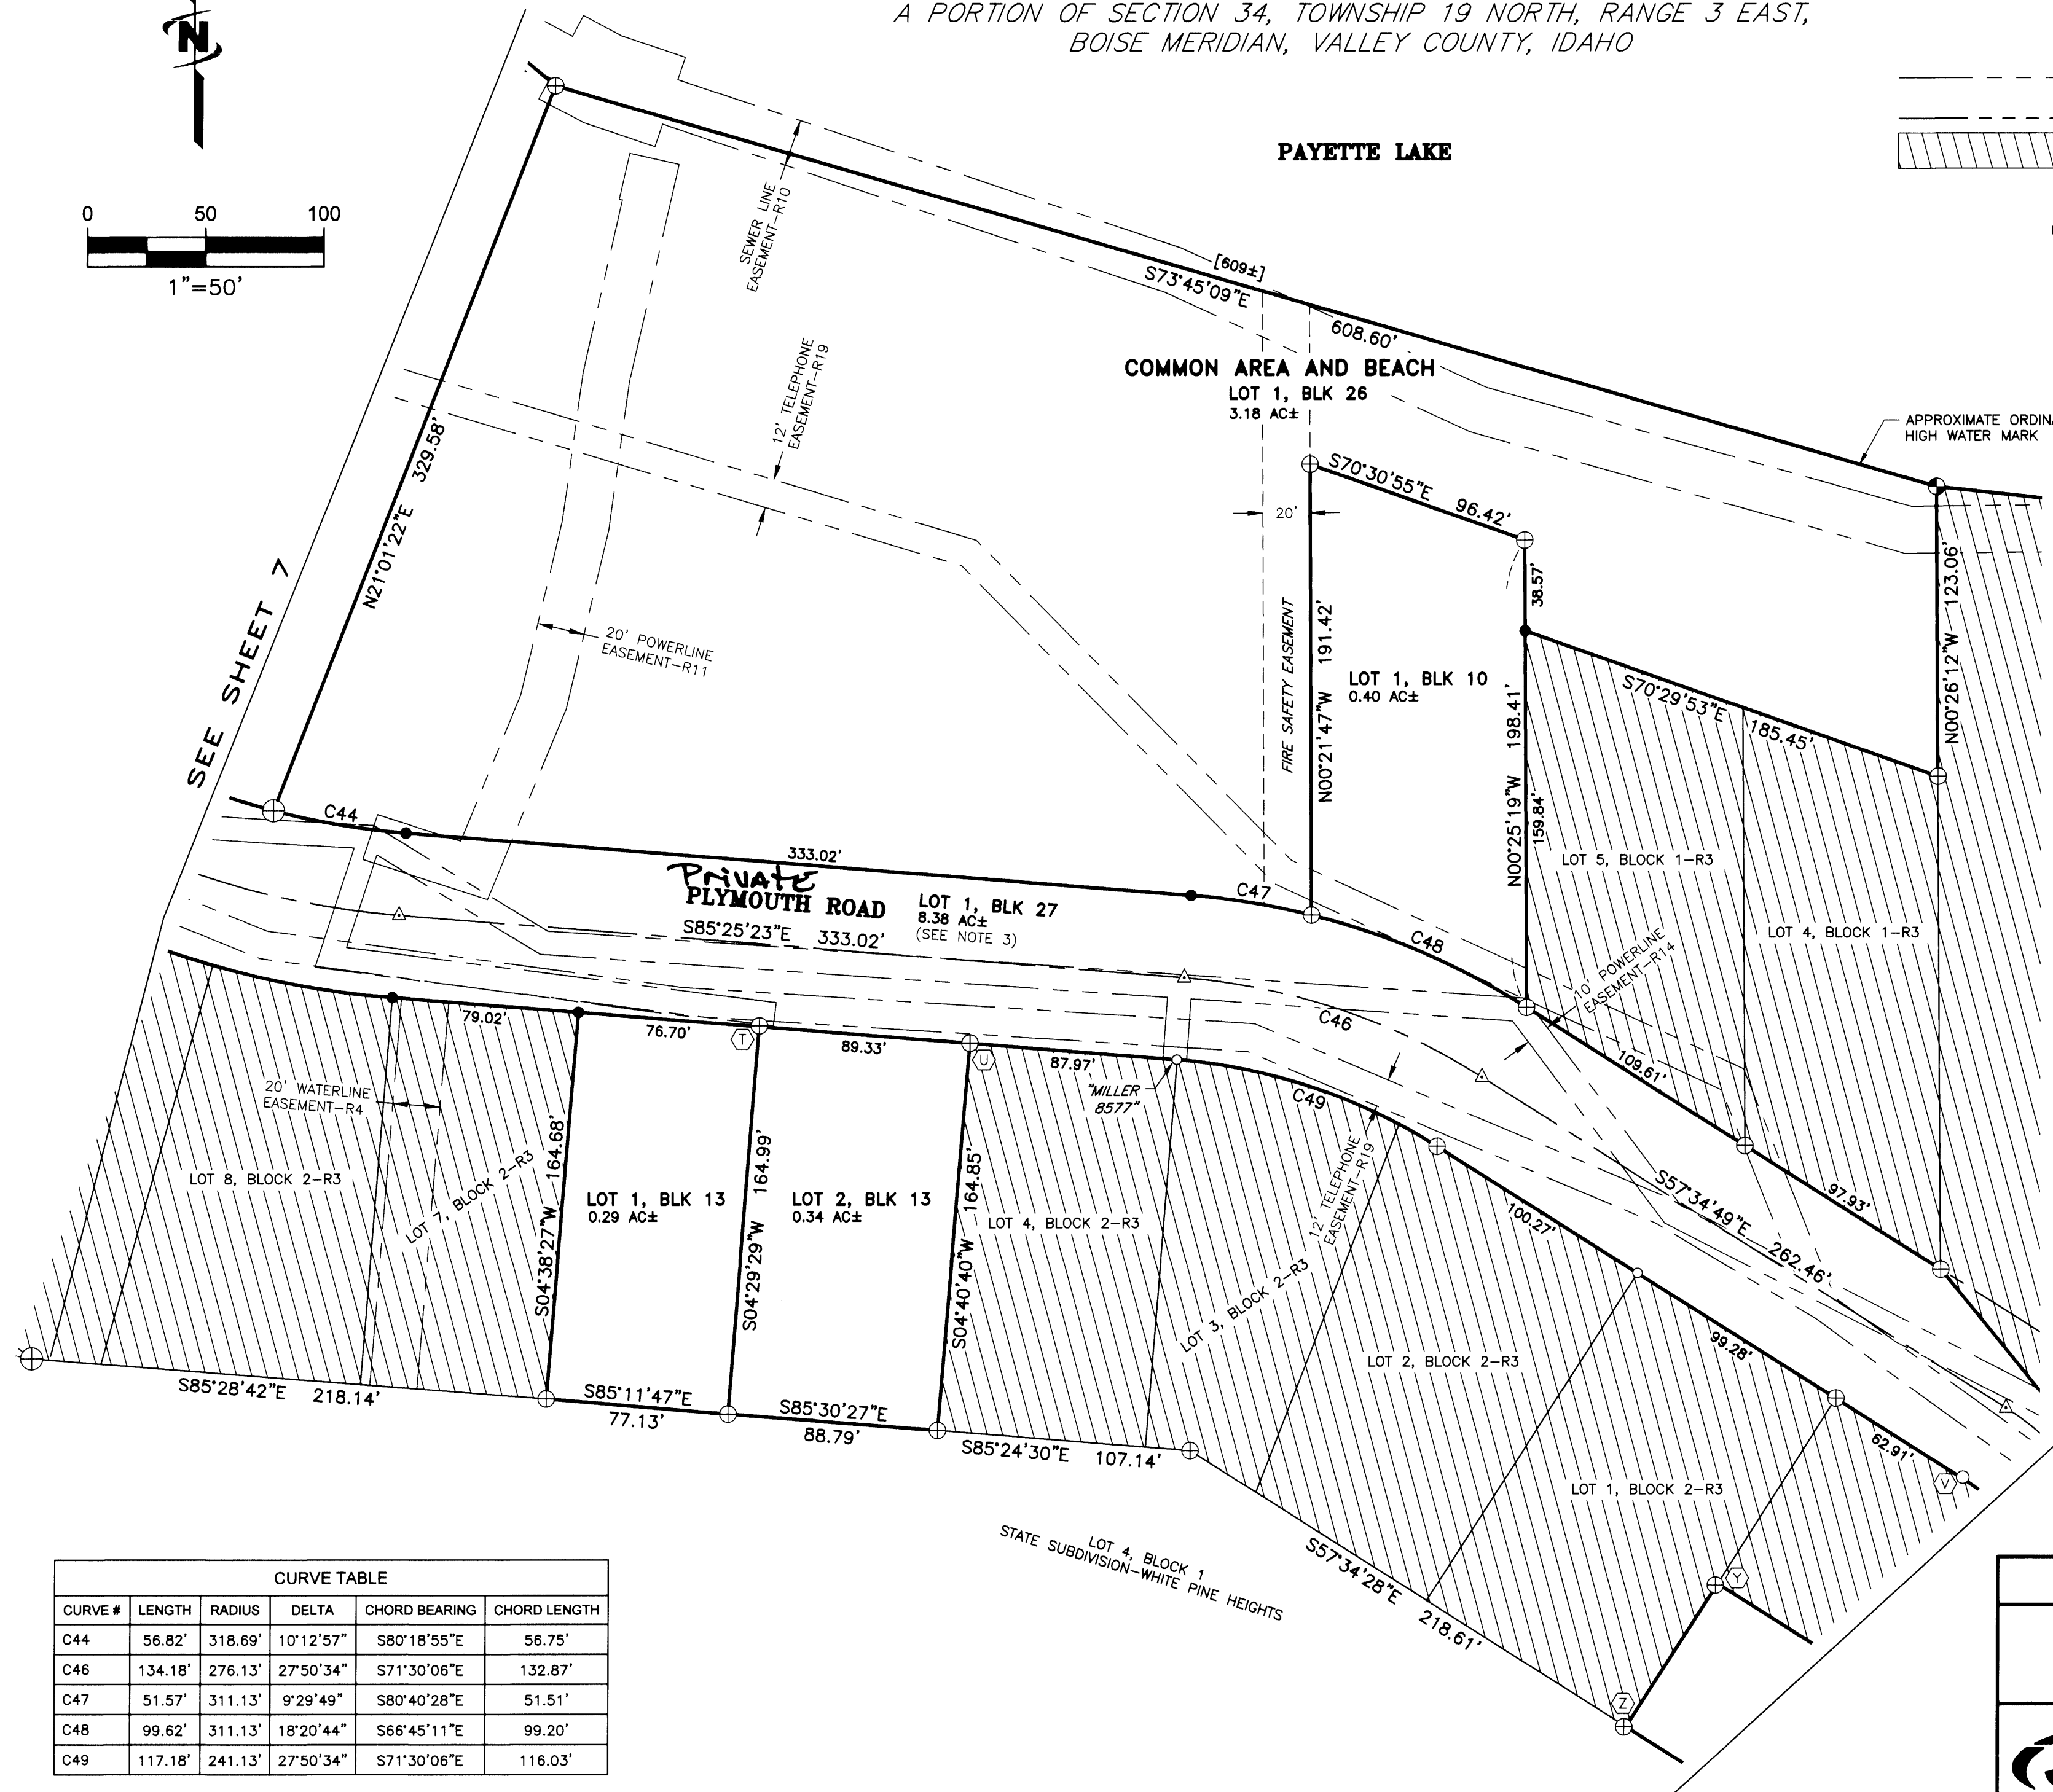 A PORTION OF SECTION 34, TOWNSHIP 19 NORTH, RANGE 3 EAST,
BOISE MERIDIAN, VALLEY COUNTY, IDAHO
N
0 50 100
1"=50'
PAYETTE LAKE
SEWER LINE
EASEMENT-R10
[609±]
S73°45'09"E
608.60'
COMMON AREA AND BEACH
LOT 1, BLK 26
3.18 AC±
12' TELEPHONE
EASEMENT-R19
APPROXIMATE ORDINA
HIGH WATER MARK
N21°01'22"E 329.58'
S70°30'55"E 96.42'
20'
38.57'
N00°26'12"W 123.06'
SEE SHEET 7
20' POWERLINE
EASEMENT-R11
FIRE SAFETY EASEMENT
N00°21'47"W 191.42'
LOT 1, BLK 10
0.40 AC±
N00°25'19"W 198.41'
159.84'
S70°29'53"E 185.45'
LOT 5, BLOCK 1-R3
LOT 4, BLOCK 1-R3
C44
333.02'
Private
PLYMOUTH ROAD
LOT 1, BLK 27
8.38 AC±
(SEE NOTE 3)
S85°25'23"E 333.02'
C47
C48
10' POWERLINE
EASEMENT-R14
C46
79.02'
76.70'
T
89.33'
U
87.97'
"MILLER
8577"
C49
109.61'
20' WATERLINE
EASEMENT-R4
LOT 8, BLOCK 2-R3
LOT 7, BLOCK 2-R3
S04°38'27"W 164.68'
LOT 1, BLK 13
0.29 AC±
S04°29'29"W 164.99'
LOT 2, BLK 13
0.34 AC±
S04°40'40"W 164.85'
LOT 4, BLOCK 2-R3
LOT 3, BLOCK 2-R3
12' TELEPHONE
EASEMENT-R19
100.27'
S57°34'49"E 262.46'
97.93'
LOT 2, BLOCK 2-R3
99.28'
62.91'
V
LOT 1, BLOCK 2-R3
S85°28'42"E 218.14'
S85°11'47"E
77.13'
S85°30'27"E
88.79'
S85°24'30"E 107.14'
LOT 4, BLOCK 1
STATE SUBDIVISION-WHITE PINE HEIGHTS
S57°34'28"E 218.61'
Y
Z
CURVE TABLE
CURVE # LENGTH RADIUS DELTA CHORD BEARING CHORD LENGTH
C44 56.82' 318.69' 10°12'57" S80°18'55"E 56.75'
C46 134.18' 276.13' 27°50'34" S71°30'06"E 132.87'
C47 51.57' 311.13' 9°29'49" S80°40'28"E 51.51'
C48 99.62' 311.13' 18°20'44" S66°45'11"E 99.20'
C49 117.18' 241.13' 27°50'34" S71°30'06"E 116.03'